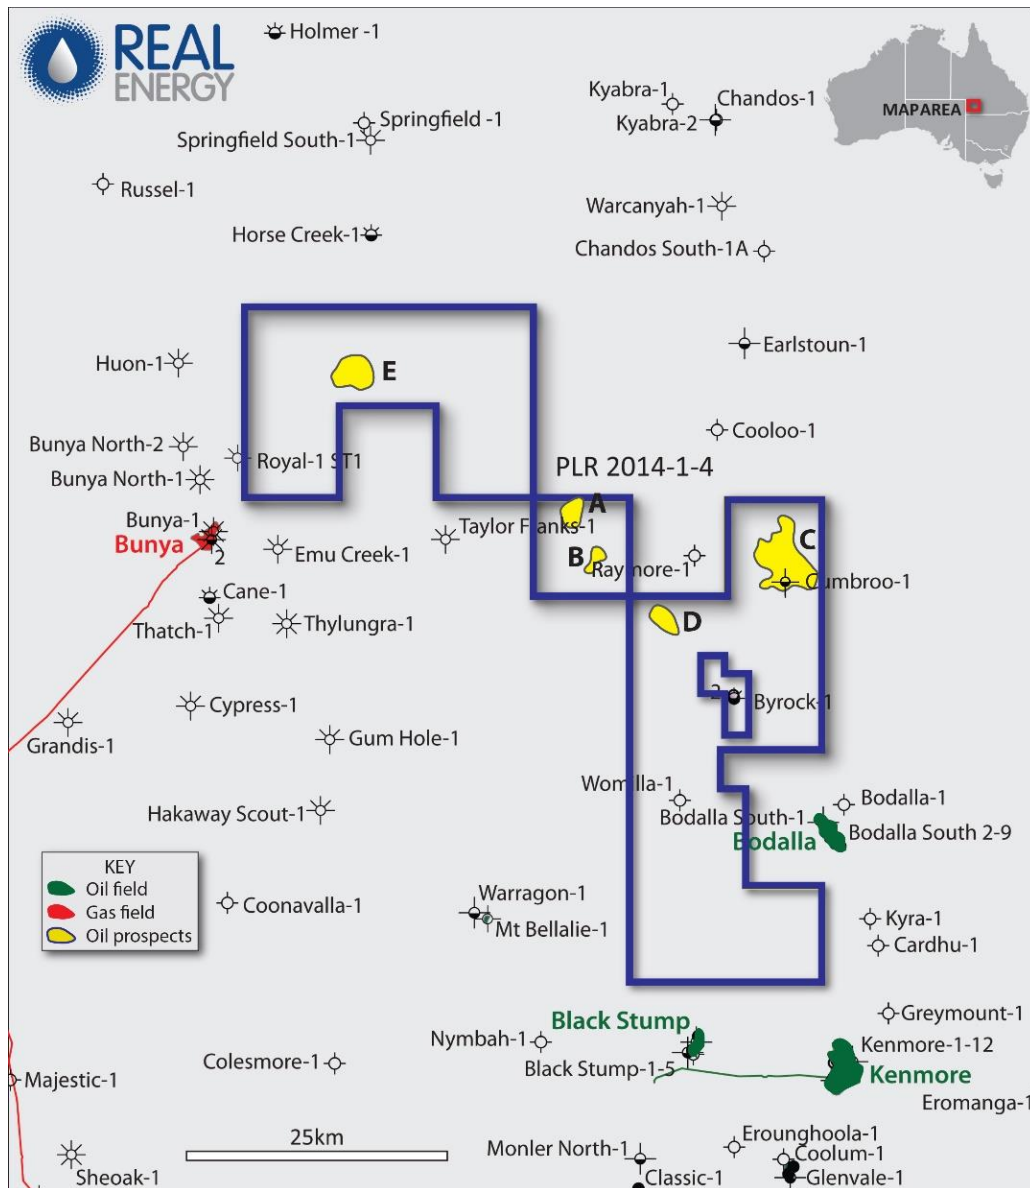 REAL
ENERGY
Holmer -1
Kyabra-1
Chandos-1
Kyabra-2
MAPAREA
Springfield -1
Springfield South-1
Russel-1
Warcanyah-1
Horse Creek-1
Chandos South-1A
Earlstoun-1
Huon-1
E
Cooloo-1
Bunya North-2
Royal-1 ST1
PLR 2014-1-4
Bunya North-1
A
Bunya-1
Taylor Franks-1
Bunya
2
Emu Creek-1
B
Raymore-1
C
Cumbroo-1
Cane-1
Thatch-1
Thylungra-1
D
2
Byrock-1
Cypress-1
Grandis-1
Gum Hole-1
Womilla-1
Hakaway Scout-1
Bodalla-1
Bodalla South-1
Bodalla
Bodalla South 2-9
KEY
Oil field
Gas field
Oil prospects
Coonavalla-1
Warragon-1
Mt Bellalie-1
Kyra-1
Cardhu-1
Greymount-1
Black Stump
Nymbah-1
Kenmore-1-12
Colesmore-1
Black Stump-1-5
Kenmore
Majestic-1
Eromanga-1
25km
Monler North-1
Erounghoola-1
Coolum-1
Sheoak-1
Classic-1
Glenvale-1